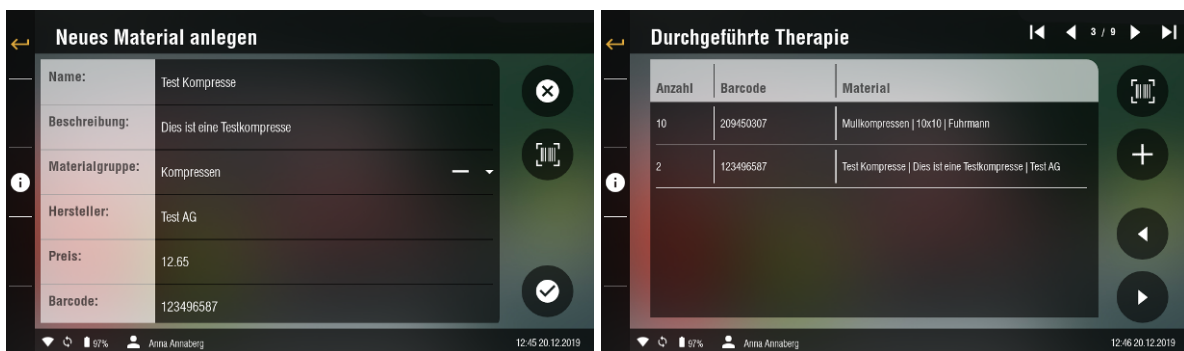 Neues Material anlegen
Name: Test Kompresse
Beschreibung: Dies ist eine Testkompresse
Materialgruppe: Kompressen
Hersteller: Test AG
Preis: 12.65
Barcode: 123496587
97% Anna Annaberg 12:45 20.12.2019
Durchgeführte Therapie 3 / 9
Anzahl Barcode Material
10 209450307 Mullkompressen | 10x10 | Fuhrmann
2 123496587 Test Kompresse | Dies ist eine Testkompresse | Test AG
97% Anna Annaberg 12:46 20.12.2019